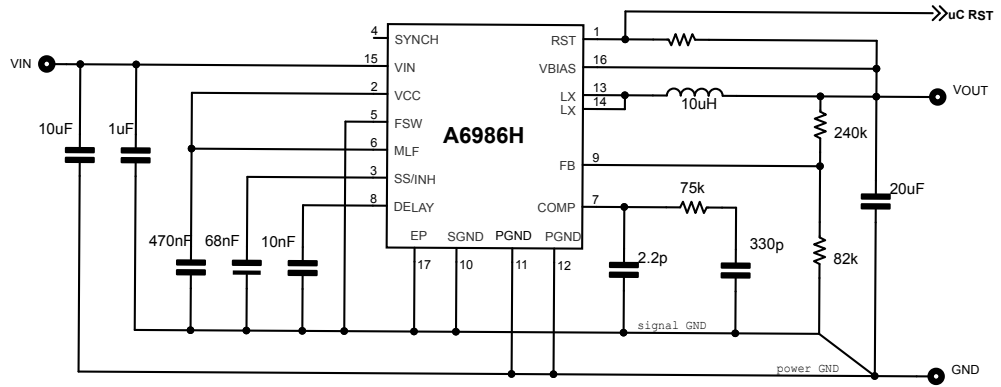 uC RST
4
SYNCH
RST
1
VIN
15
VIN
VBIAS
16
2
VCC
LX
13
VOUT
LX
14
10uH
10uF
1uF
5
FSW
A6986H
240k
6
MLF
FB
9
3
SS/INH
75k
20uF
8
DELAY
COMP
7
470nF
68nF
10nF
EP
SGND
PGND
PGND
330p
17
10
11
12
2.2p
82k
signal GND
power GND
GND